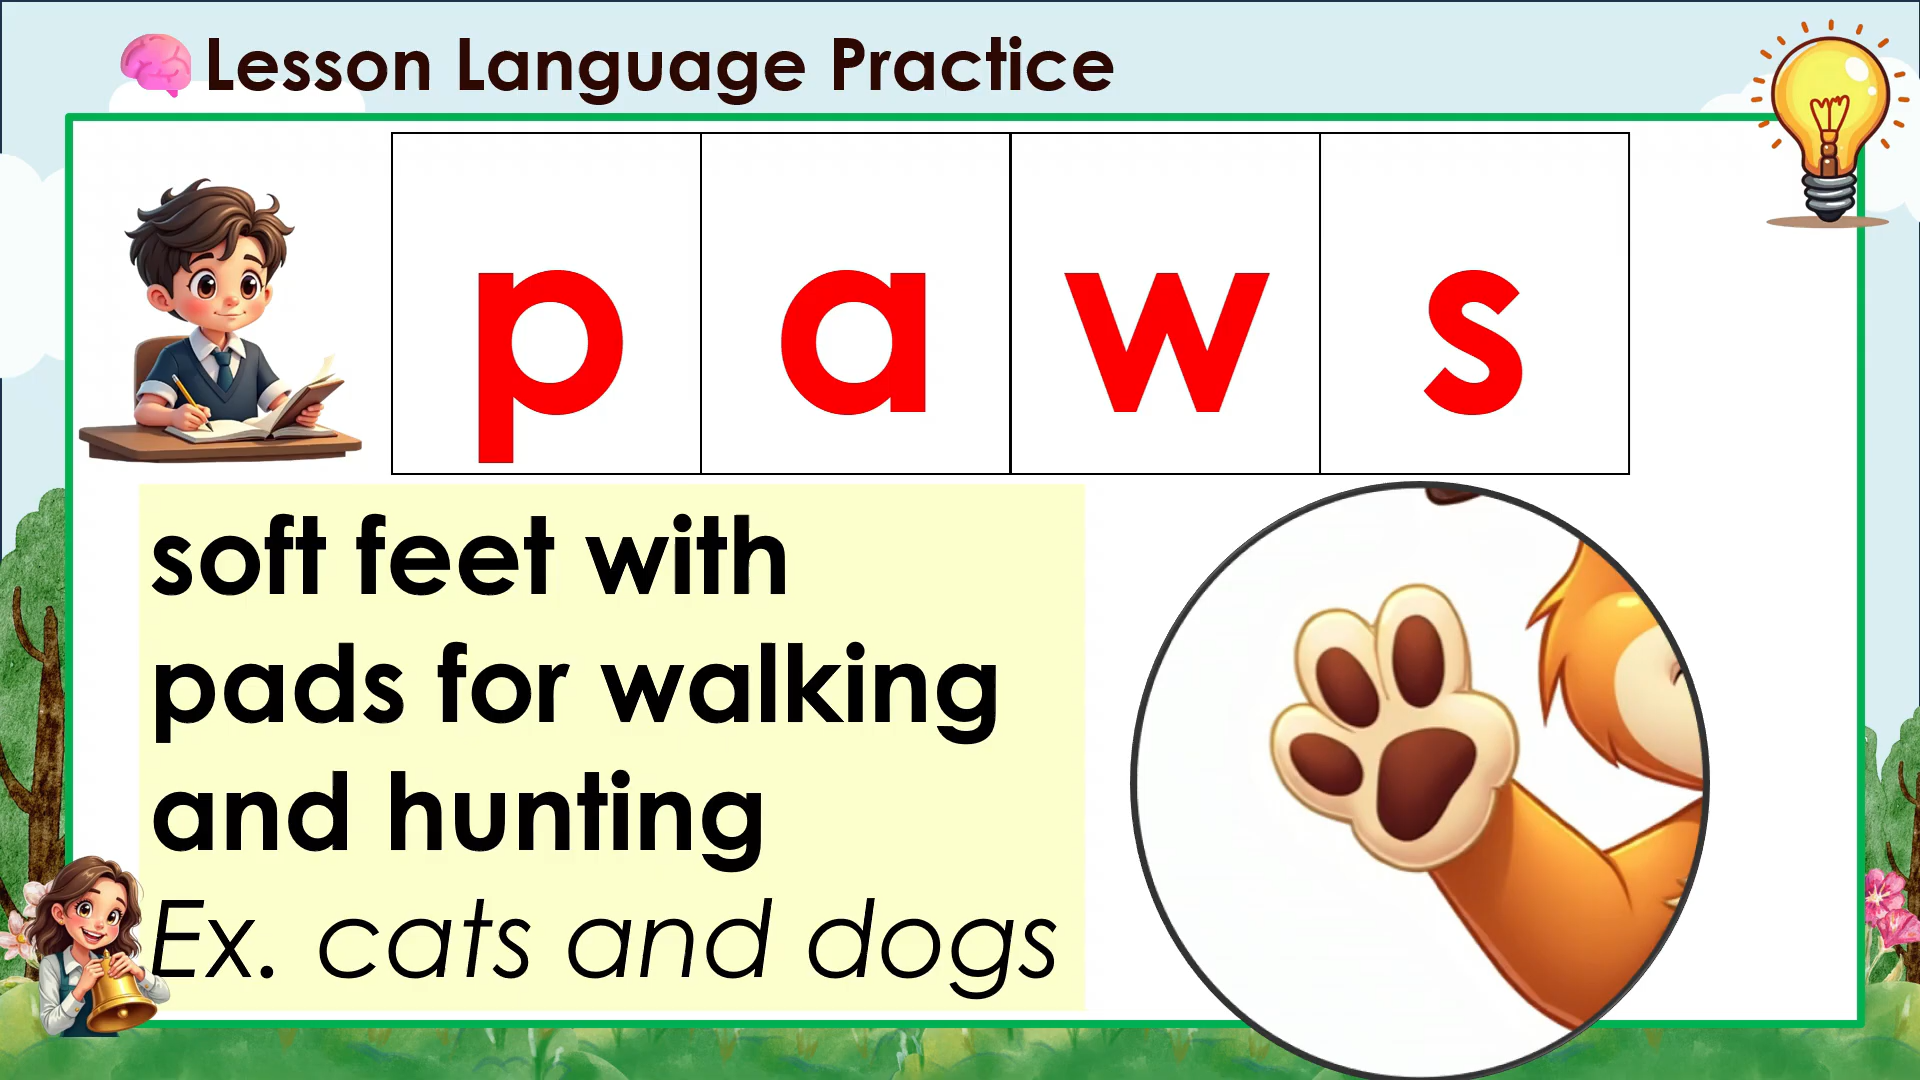 Lesson Language Practice
p a w s
soft feet with
pads for walking
and hunting
Ex. cats and dogs